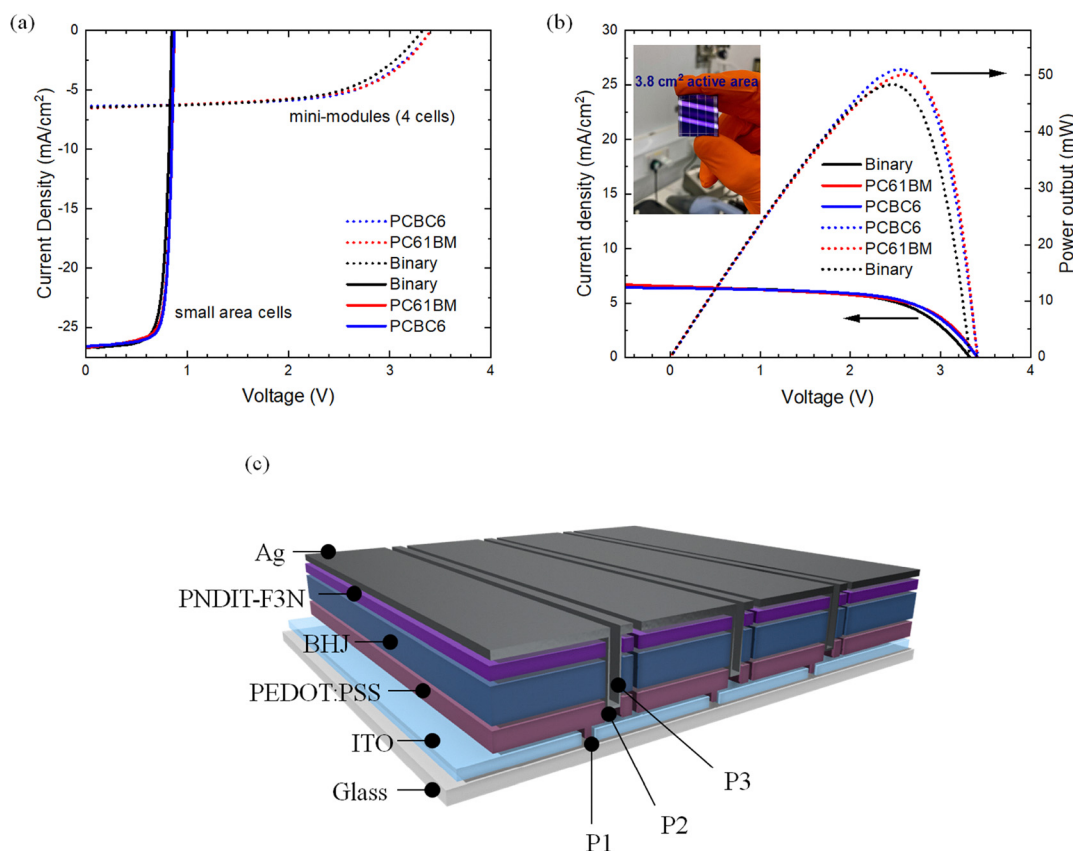 (a)
0
-5
-10
-15
-20
-25
Current Density (mA/cm²)
mini-modules (4 cells)
small area cells
PCBC6
PC61BM
Binary
Binary
PC61BM
PCBC6
0
1
2
3
4
Voltage (V)
(b)
30
25
20
15
10
5
0
Current density (mA/cm²)
3.8 cm² active area
Binary
PC61BM
PCBC6
PCBC6
PC61BM
Binary
50
40
30
20
10
0
Power output (mW)
0
1
2
3
4
Voltage (V)
(c)
Ag
PNDIT-F3N
BHJ
PEDOT:PSS
ITO
Glass
P3
P2
P1